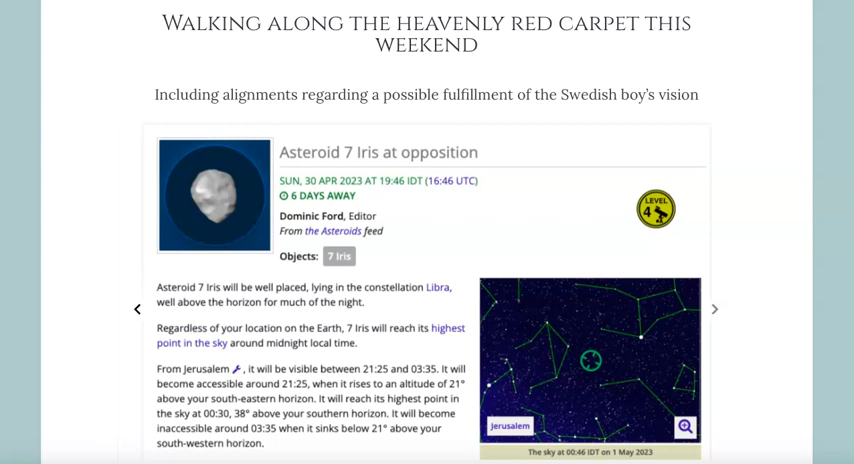 Walking along the heavenly red carpet this
weekend
Including alignments regarding a possible fulfillment of the Swedish boy's vision
Asteroid 7 Iris at opposition
SUN, 30 APR 2023 AT 19:46 IDT (16:46 UTC)
6 DAYS AWAY
Dominic Ford, Editor
From the Asteroids feed
Objects: 7 Iris
LEVEL
4
Asteroid 7 Iris will be well placed, lying in the constellation Libra,
well above the horizon for much of the night.
Regardless of your location on the Earth, 7 Iris will reach its highest
point in the sky around midnight local time.
From Jerusalem , it will be visible between 21:25 and 03:35. It will
become accessible around 21:25, when it rises to an altitude of 21°
above your south-eastern horizon. It will reach its highest point in
the sky at 00:30, 38° above your southern horizon. It will become
inaccessible around 03:35 when it sinks below 21° above your
south-western horizon.
Jerusalem
The sky at 00:46 IDT on 1 May 2023